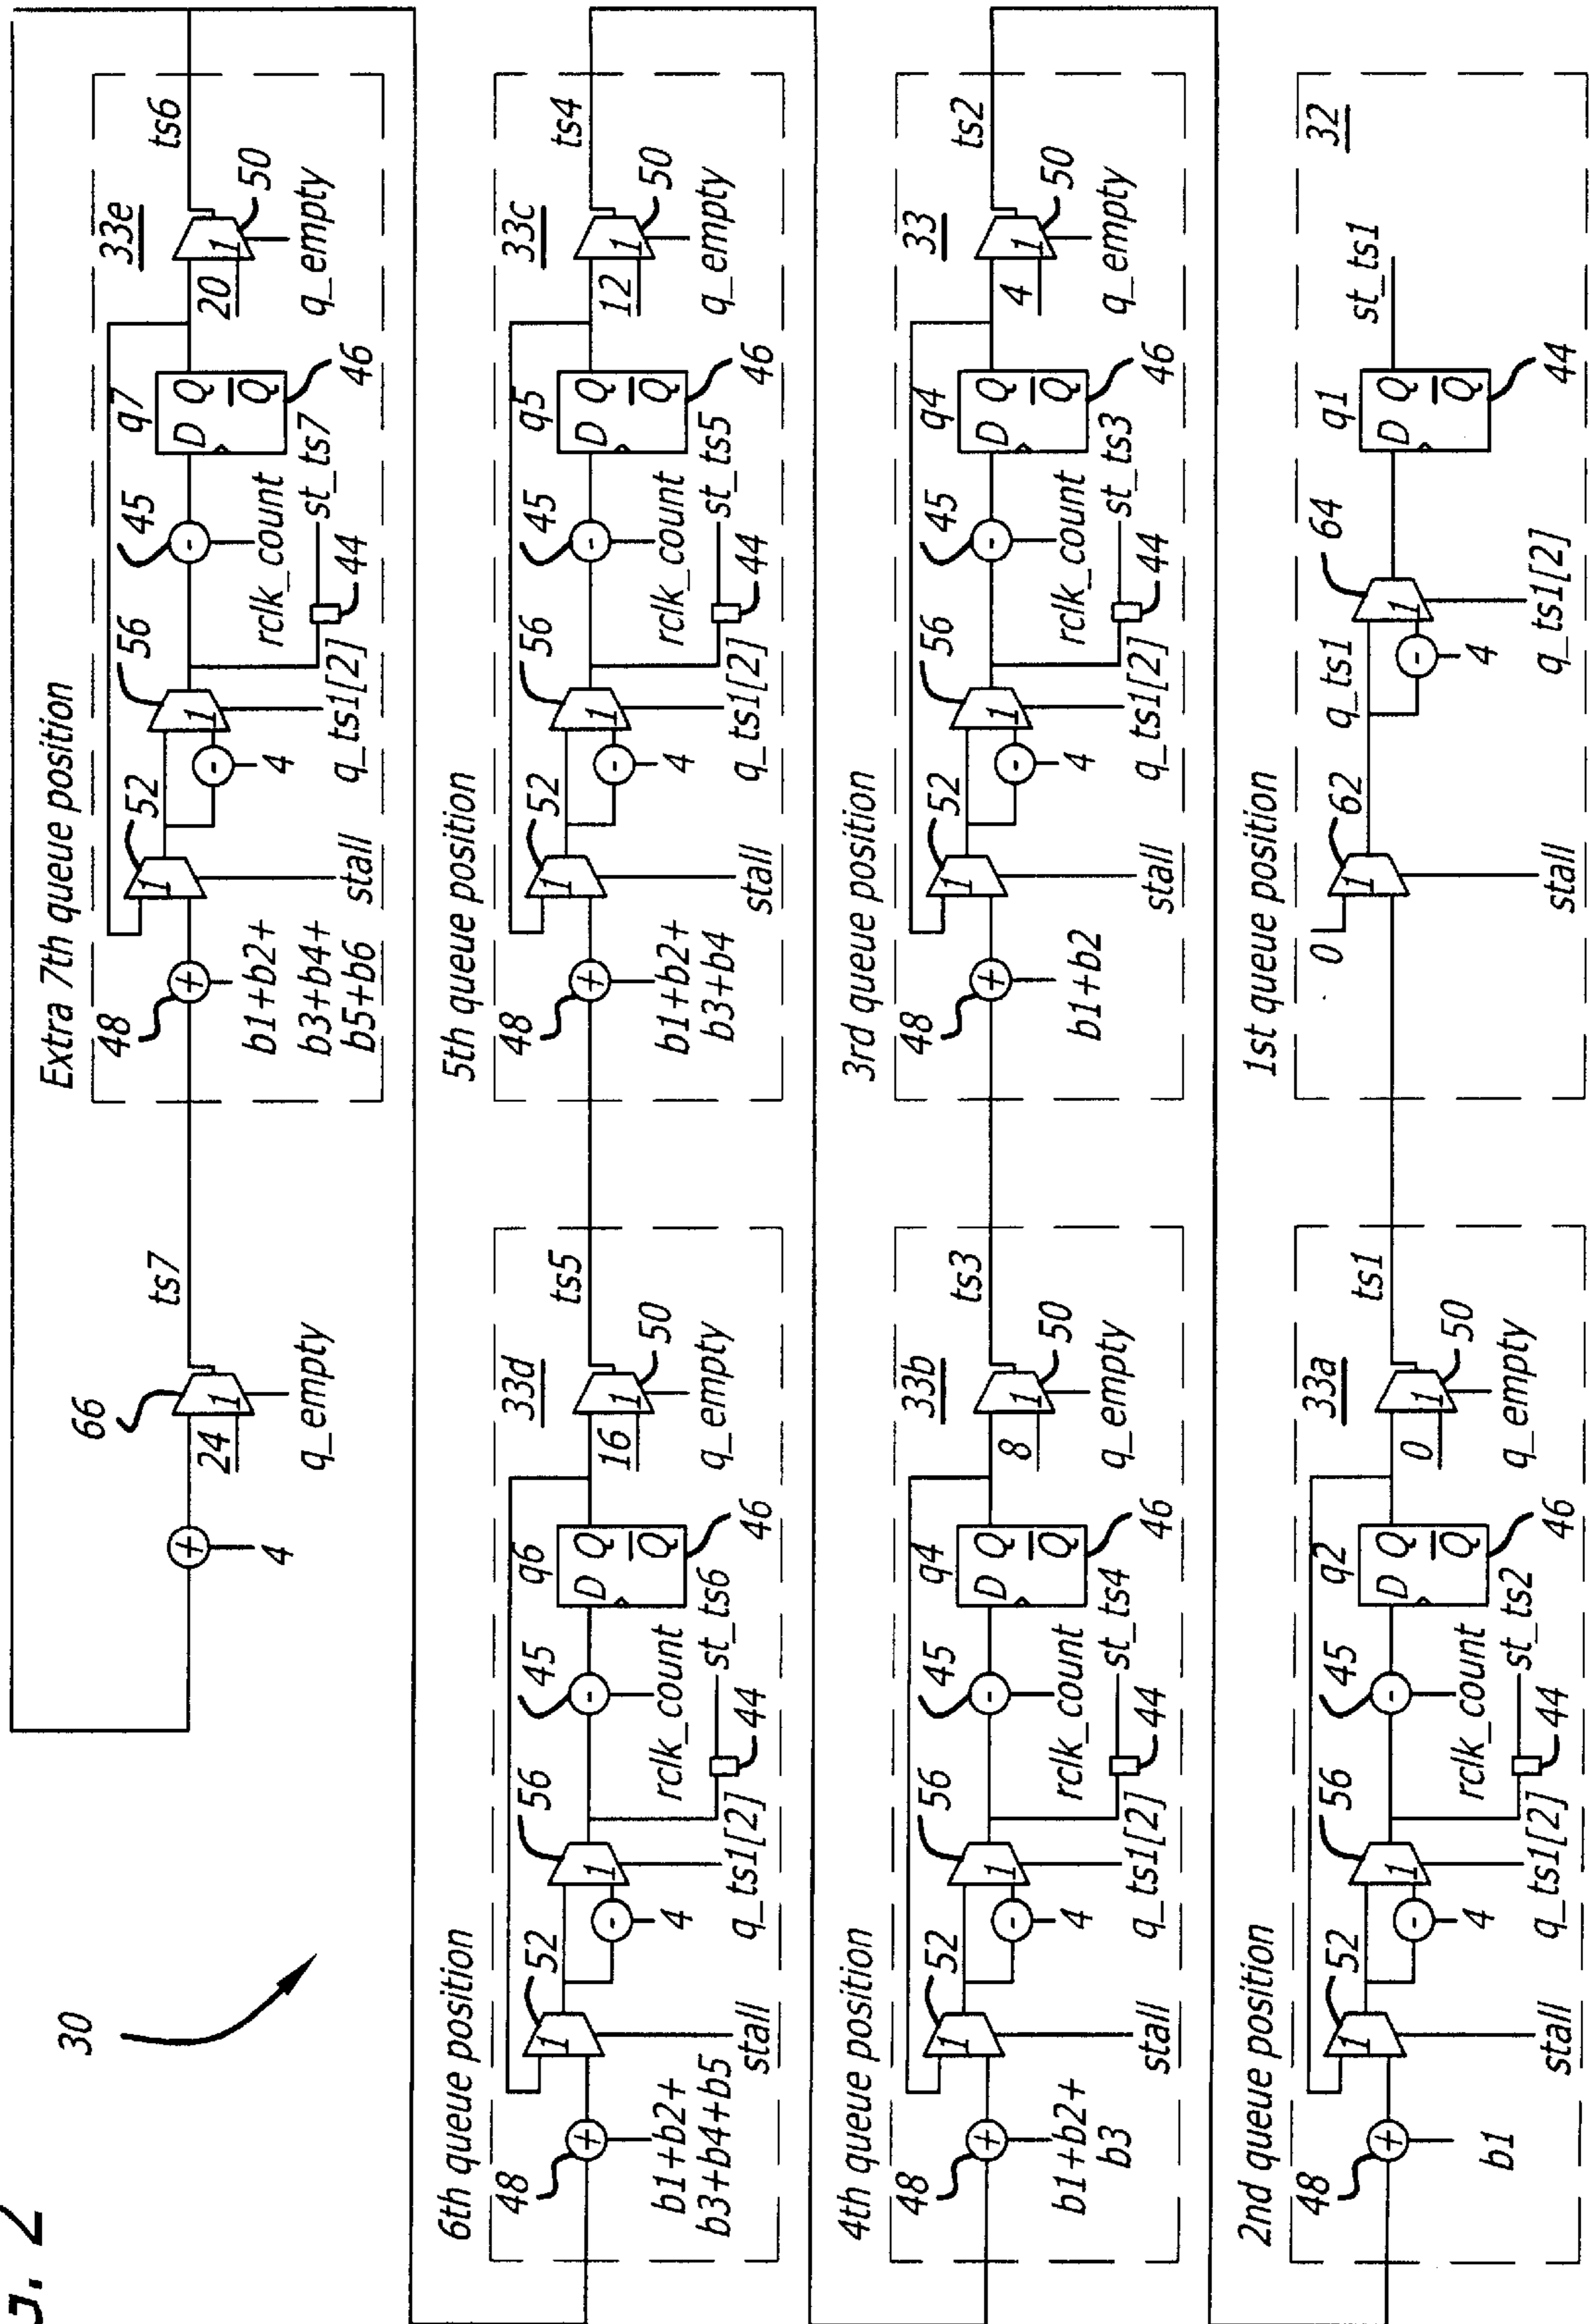 2
30
66
4
24
q_empty
ts7
Extra 7th queue position
48
b1+b2+
b3+b4+
b5+b6
52
1
stall
4
56
1
q_ts1[2]
45
rclk_count
st_ts7
44
q7
D Q
Q
46
33e
20
1
50
q_empty
ts6
6th queue position
48
b1+b2+
b3+b4+b5
52
1
stall
4
56
1
q_ts1[2]
45
rclk_count
st_ts6
44
q6
D Q
Q
46
33d
16
1
50
q_empty
ts5
5th queue position
48
b1+b2+
b3+b4
52
1
stall
4
56
1
q_ts1[2]
45
rclk_count
st_ts5
44
q5
D Q
Q
46
33c
12
1
50
q_empty
ts4
4th queue position
48
b1+b2+
b3
52
1
stall
4
56
1
q_ts1[2]
45
rclk_count
st_ts4
44
q4
D Q
Q
46
33b
8
1
50
q_empty
ts3
3rd queue position
48
b1+b2
52
1
stall
4
56
1
q_ts1[2]
45
rclk_count
st_ts3
44
q4
D Q
Q
46
33
4
1
50
q_empty
ts2
2nd queue position
48
b1
52
1
stall
4
56
1
q_ts1[2]
45
rclk_count
st_ts2
44
q2
D Q
Q
46
33a
0
1
50
q_empty
ts1
1st queue position
0
62
1
stall
q_ts1
4
64
1
q_ts1[2]
q1
D Q
Q
44
st_ts1
32